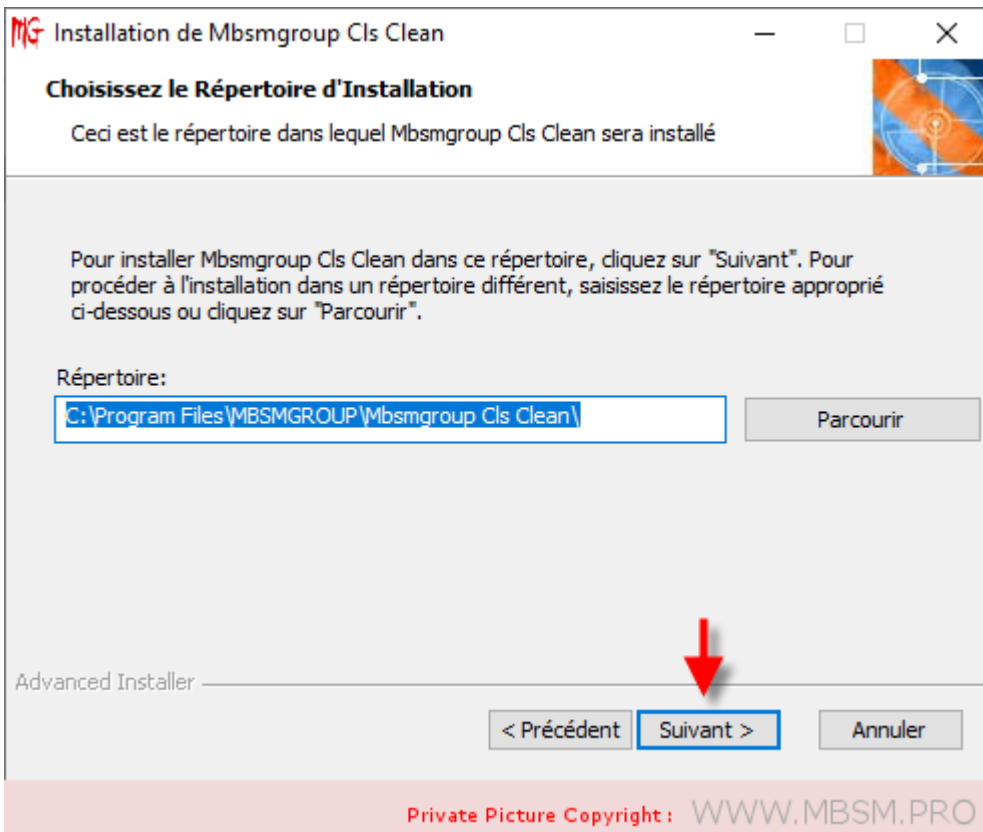 MG Installation de Mbsmgroup Cls Clean
Choisissez le Répertoire d'Installation
Ceci est le répertoire dans lequel Mbsmgroup Cls Clean sera installé
Pour installer Mbsmgroup Cls Clean dans ce répertoire, cliquez sur "Suivant". Pour
procéder à l'installation dans un répertoire différent, saisissez le répertoire approprié
ci-dessous ou cliquez sur "Parcourir".
Répertoire:
C:\Program Files\MBSMGROUP\Mbsmgroup Cls Clean\
Parcourir
Advanced Installer
< Précédent
Suivant >
Annuler
Private Picture Copyright : WWW.MBSM.PRO